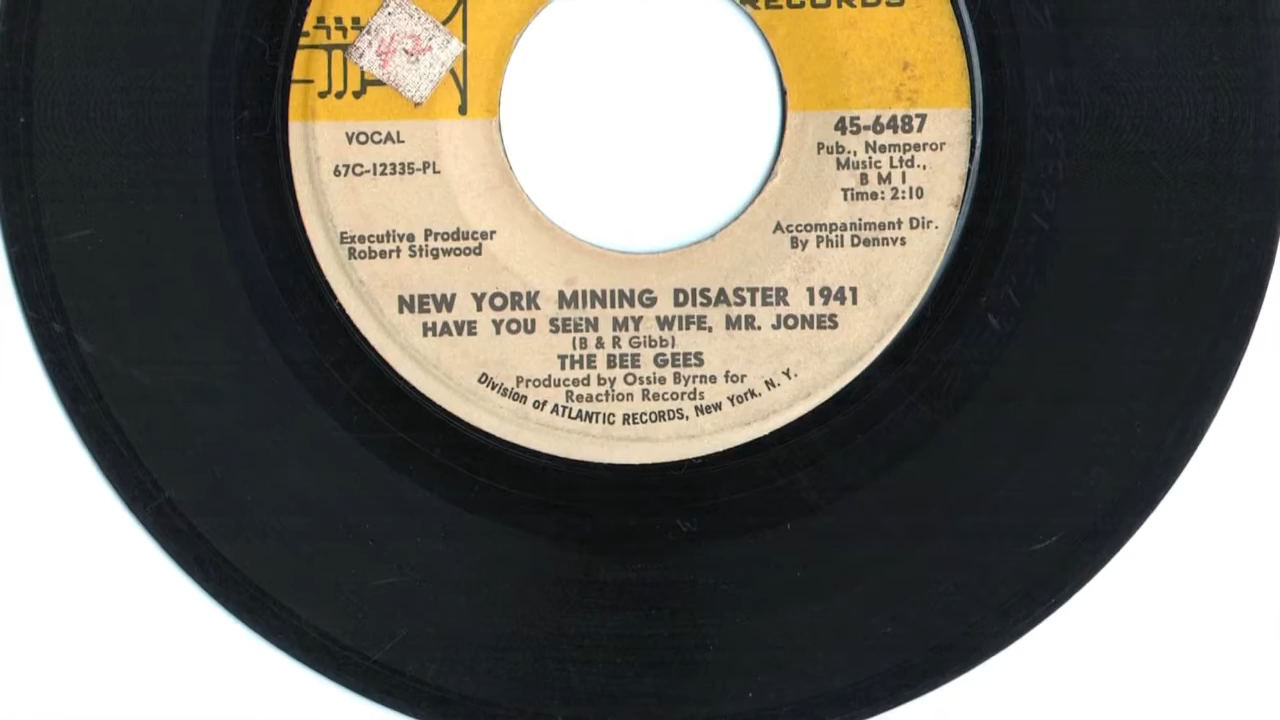 RECORDS
VOCAL
67C-12335-PL
45-6487
Pub., Nemperor
Music Ltd.,
B M I
Time: 2:10
Executive Producer
Robert Stigwood
Accompaniment Dir.
By Phil Dennys
NEW YORK MINING DISASTER 1941
HAVE YOU SEEN MY WIFE, MR. JONES
(B & R Gibb)
THE BEE GEES
Produced by Ossie Byrne for
Reaction Records
Division of ATLANTIC RECORDS, New York, N. Y.